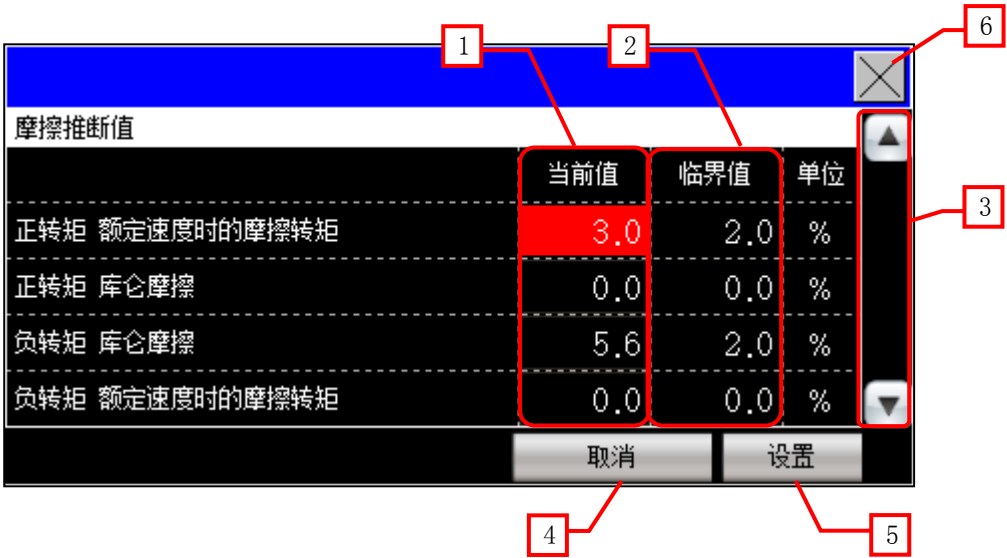 6
1
2
摩擦推断值
当前值 临界值 单位
3
正转矩 额定速度时的摩擦转矩 3.0 2.0 %
正转矩 库仑摩擦 0.0 0.0 %
负转矩 库仑摩擦 5.6 2.0 %
负转矩 额定速度时的摩擦转矩 0.0 0.0 %
取消 设置
4 5